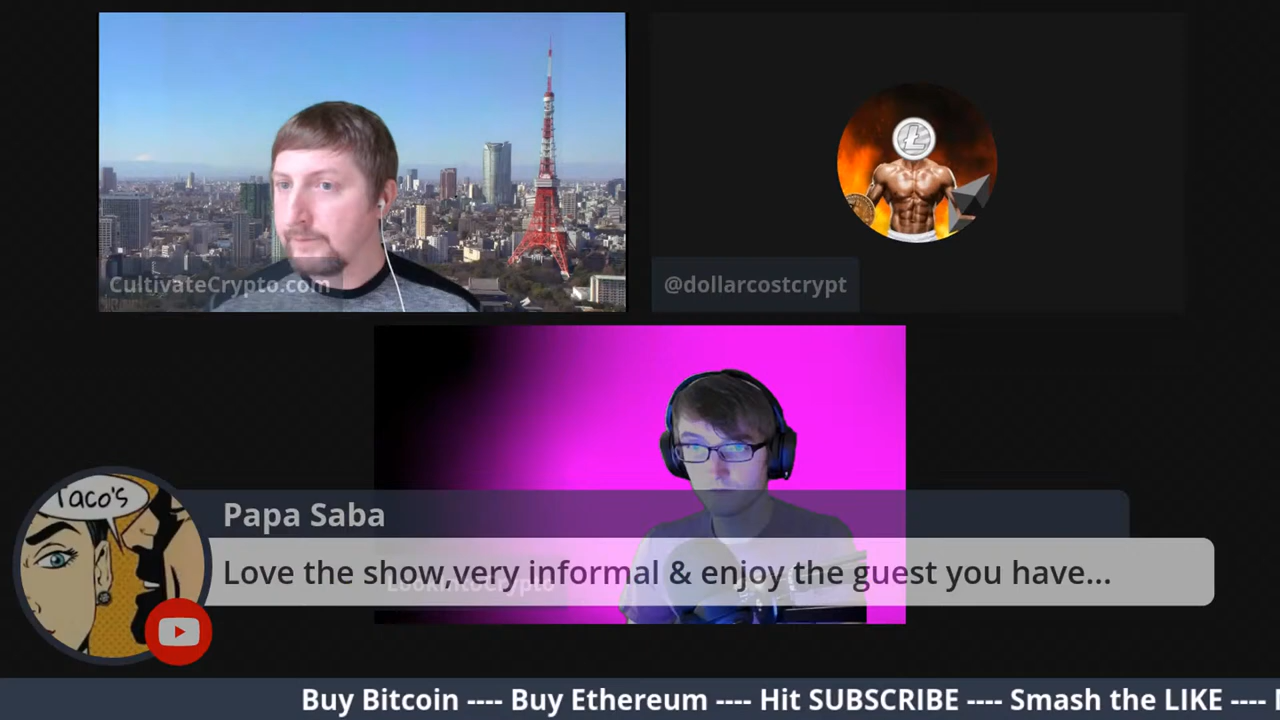 CultivateCrypto.com
@dollarcostcrypt
Taco's
Papa Saba
Love the show,very informal & enjoy the guest you have...
LookIntoCrypto
Buy Bitcoin ---- Buy Ethereum ---- Hit SUBSCRIBE ---- Smash the LIKE ----